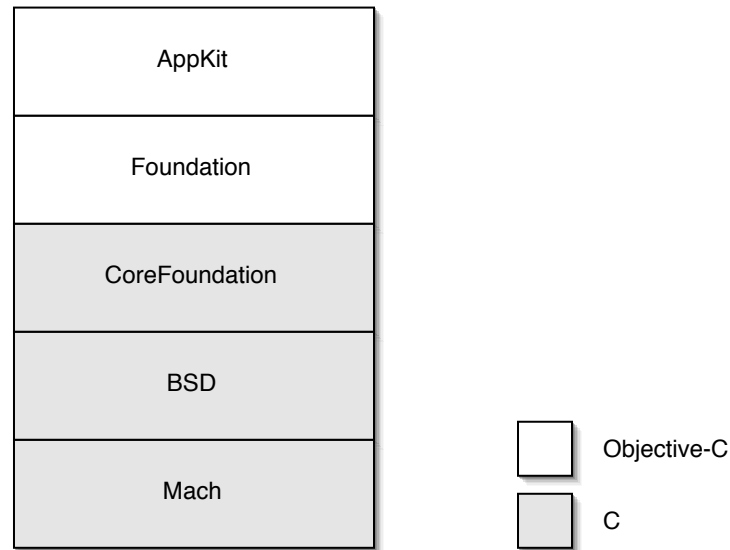 AppKit
Foundation
CoreFoundation
BSD
Mach
Objective-C
C